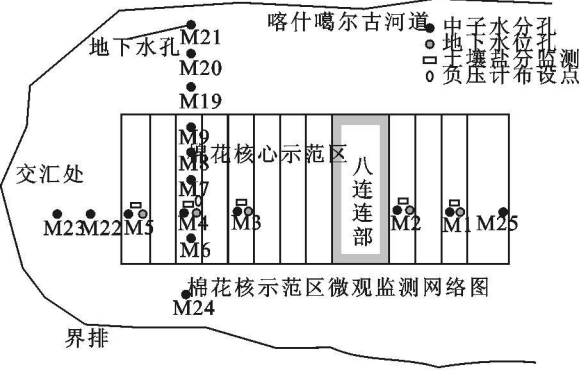 喀什噶尔古河道
中子水分孔
地下水位孔
土壤盐分监测
负压计布设点
地下水孔
M21
M20
M19
M9
棉花核心示范区
M8
M7
交汇处
八连连部
M23
M22
M5
M4
M3
M2
M1
M25
M6
棉花核示范区微观监测网络图
M24
界排